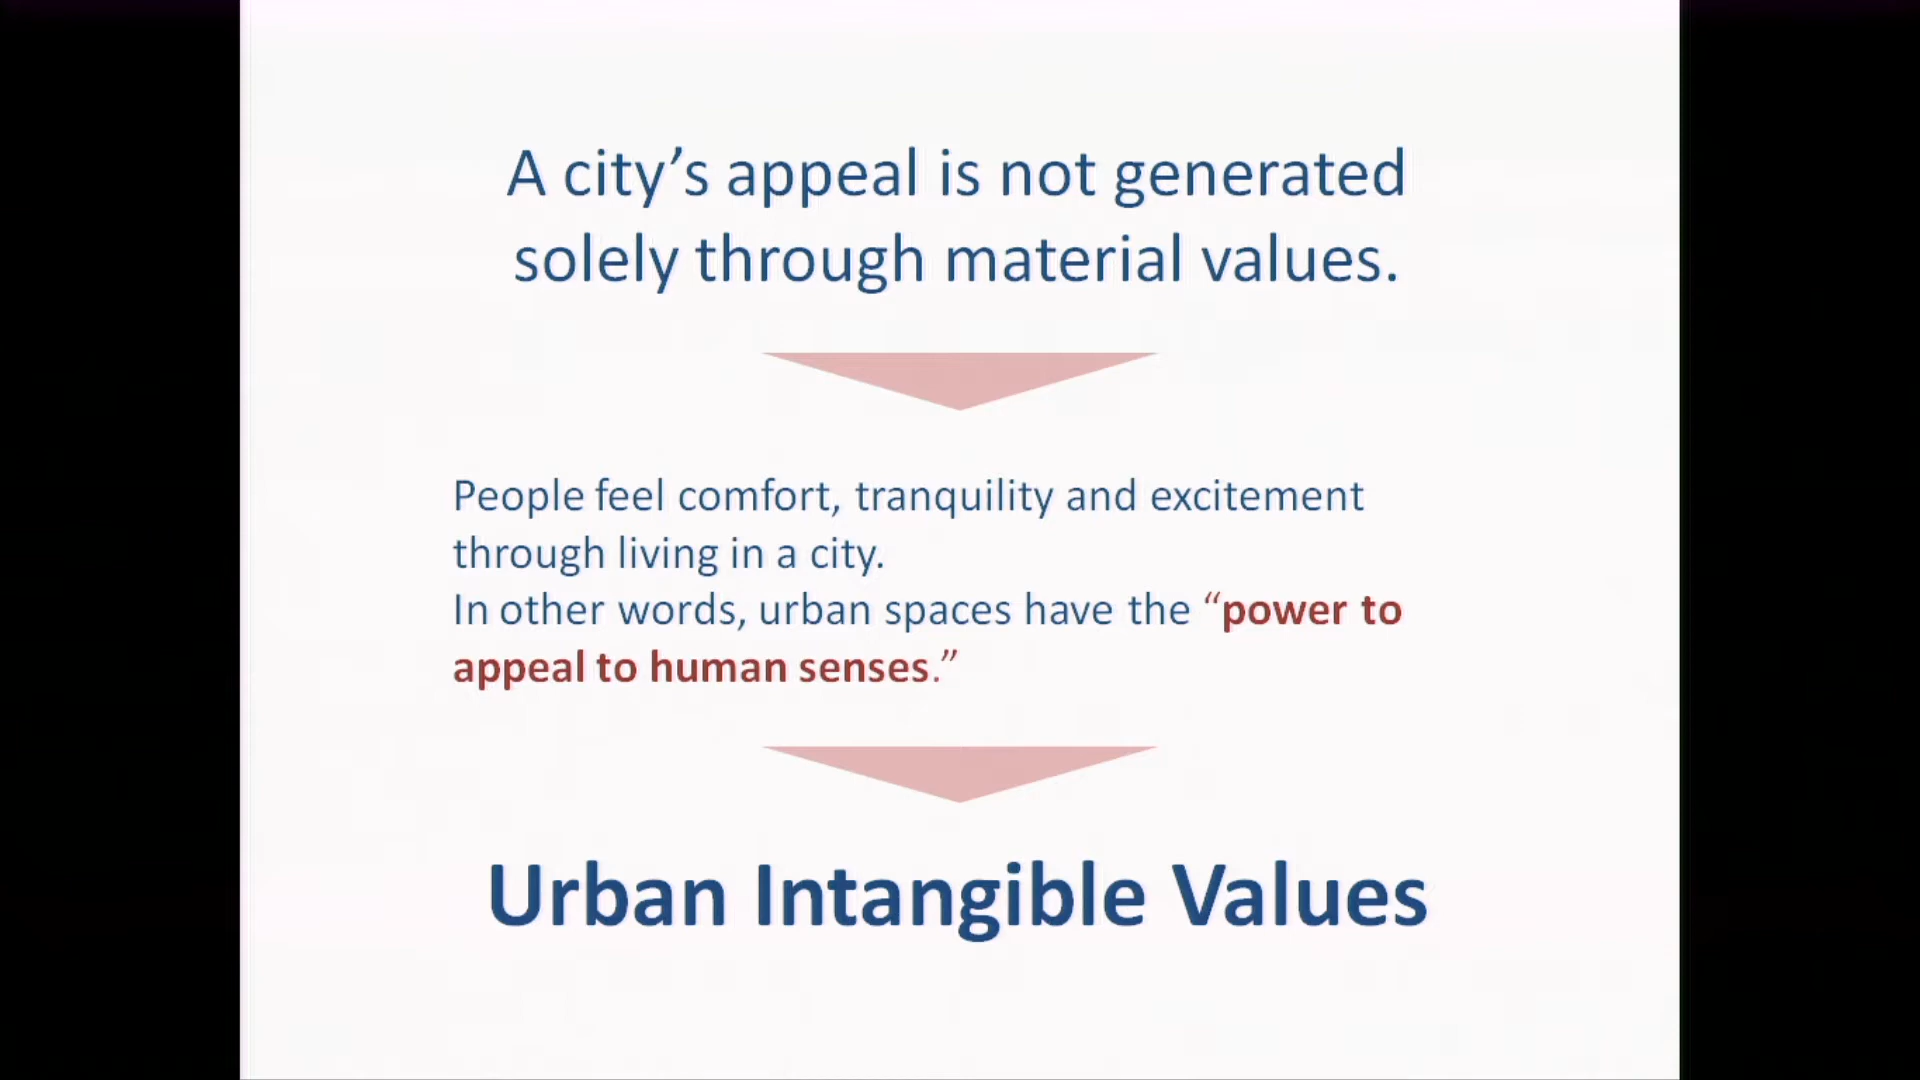 A city’s appeal is not generated
solely through material values.
People feel comfort, tranquility and excitement
through living in a city.
In other words, urban spaces have the “power to
appeal to human senses.”
Urban Intangible Values